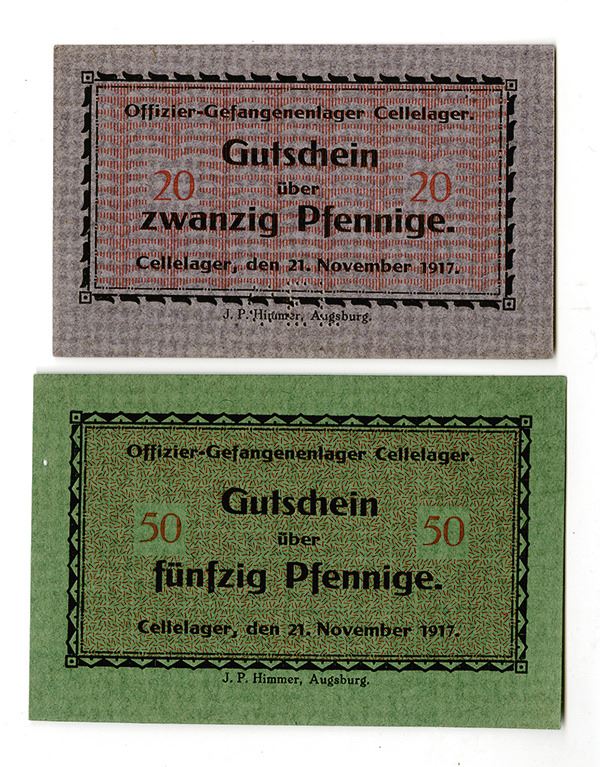 Offizier-Gefangenenlager Cellelager.
Gutschein
20 über 20
zwanzig Pfennige.
Cellelager, den 21. November 1917.
J. P. Himmer, Augsburg.
Offizier-Gefangenenlager Cellelager.
Gutschein
50 über 50
fünfzig Pfennige.
Cellelager, den 21. November 1917.
J. P. Himmer, Augsburg.